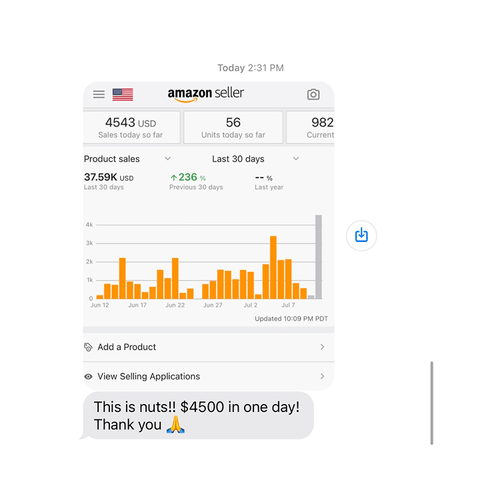 Today 2:31 PM
amazon seller
4543 USD 56 982
Sales today so far Units today so far Current
Product sales Last 30 days
37.59K USD 236 % -- %
Last 30 days Previous 30 days Last year
4k
3k
2k
1k
0
Jun 12 Jun 17 Jun 22 Jun 27 Jul 2 Jul 7
Updated 10:09 PM PDT
Add a Product
View Selling Applications
This is nuts!! $4500 in one day!
Thank you 🙏